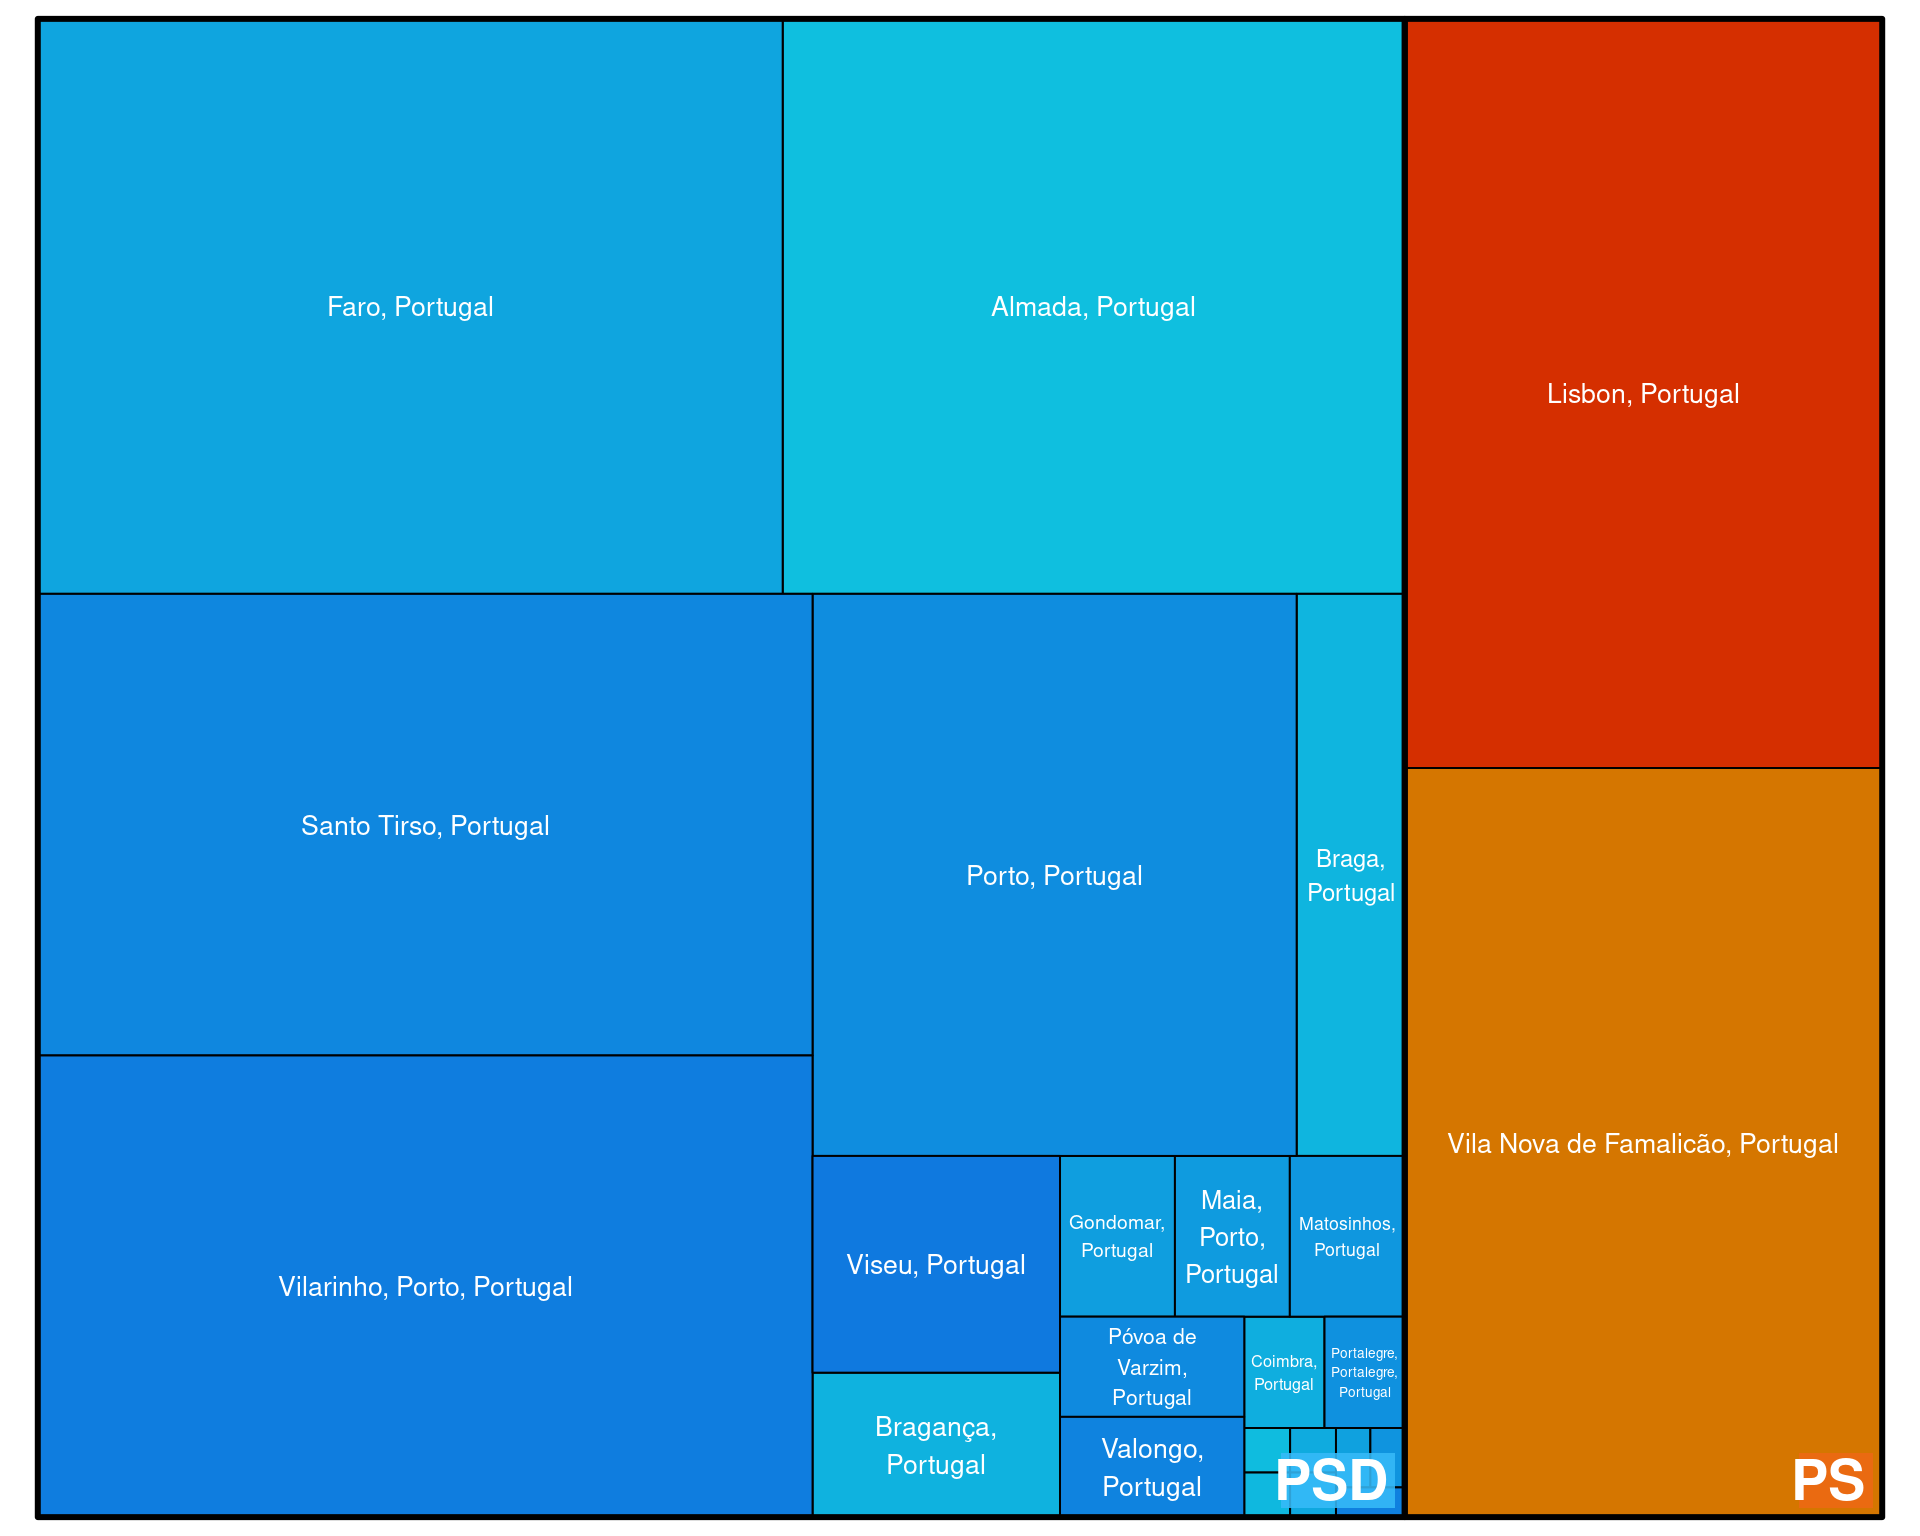 Faro, Portugal
Almada, Portugal
Lisbon, Portugal
Santo Tirso, Portugal
Porto, Portugal
Braga,
Portugal
Vila Nova de Famalicão, Portugal
Vilarinho, Porto, Portugal
Viseu, Portugal
Gondomar,
Portugal
Maia,
Porto,
Portugal
Matosinhos,
Portugal
Póvoa de
Varzim,
Portugal
Coimbra,
Portugal
Portalegre,
Portalegre,
Portugal
Bragança,
Portugal
Valongo,
Portugal
PSD
PS